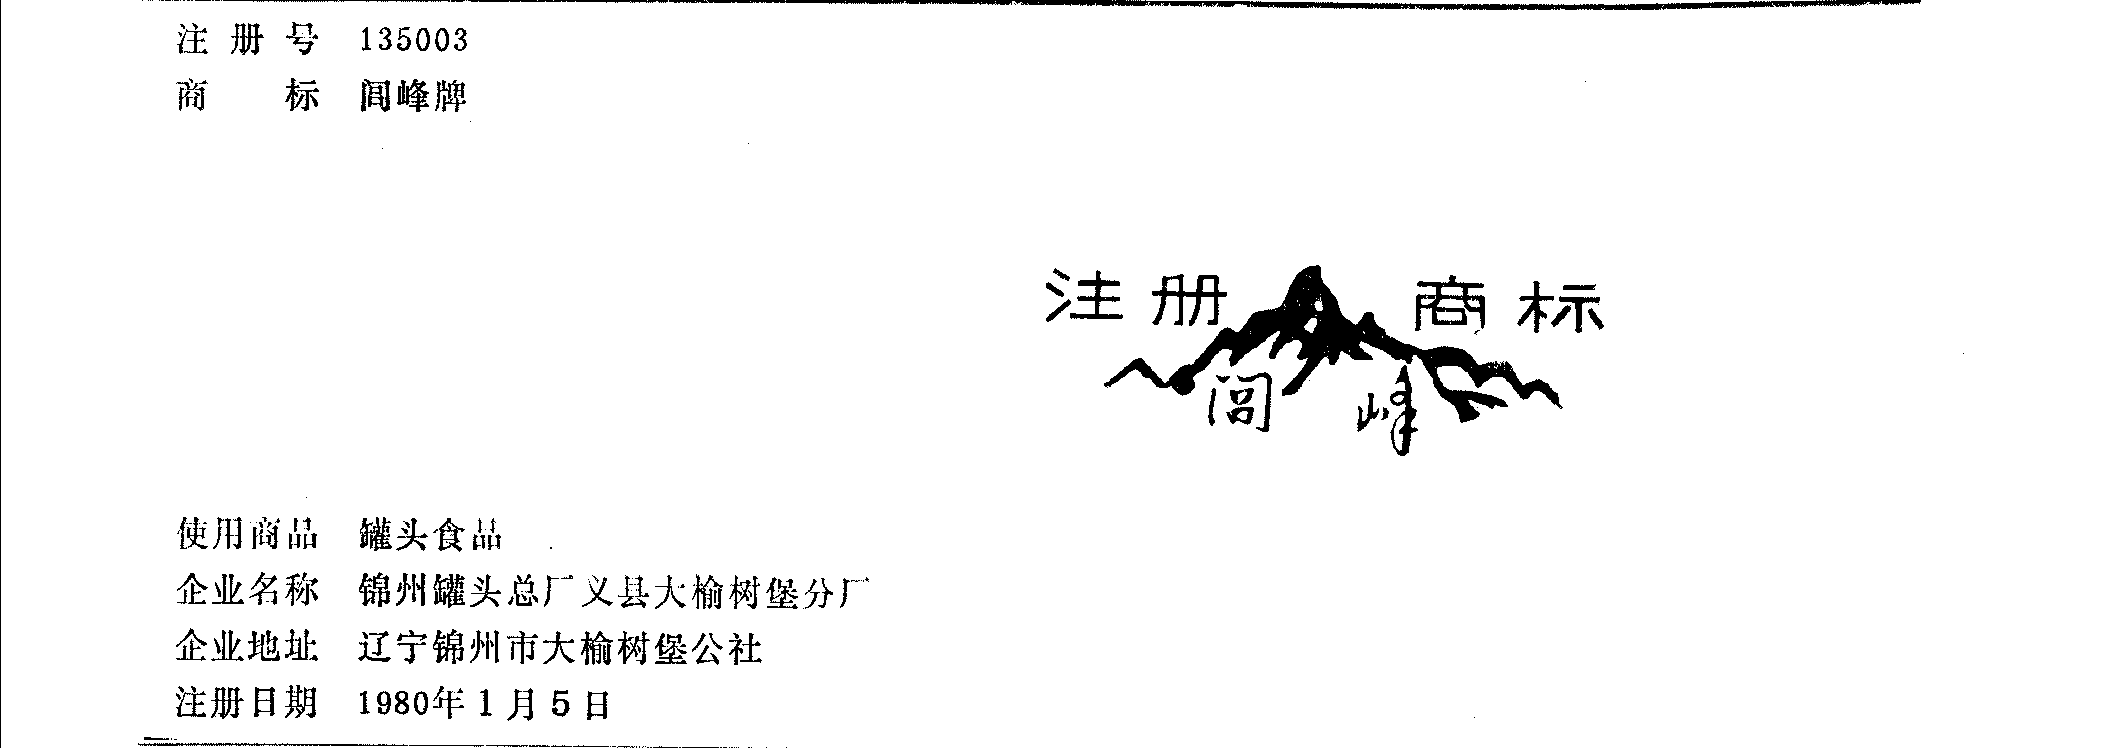 注册号 135003
商标 闾峰牌
注册 商标
闾峰
使用商品 罐头食品
企业名称 锦州罐头总厂义县大榆树堡分厂
企业地址 辽宁锦州市大榆树堡公社
注册日期 1980年1月5日